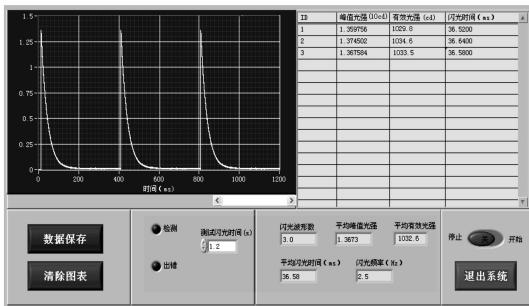 1.5
1.25
1
0.75
0.5
0.25
0
0 200 400 600 800 1000 1200
时间(ms)
ID 峰值光强(10cd) 有效光强(cd) 闪光时间(ms)
1 1.359756 1029.8 36.5200
2 1.374502 1034.6 36.6400
3 1.367584 1033.5 36.5800
数据保存
清除图表
检测
出错
测试闪光时间(s)
1.2
闪光波形数 平均峰值光强 平均有效光强
3.0 1.3673 1032.6
平均闪光时间(ms) 闪光频率(Hz)
36.58 2.5
停止 关 开始
退出系统